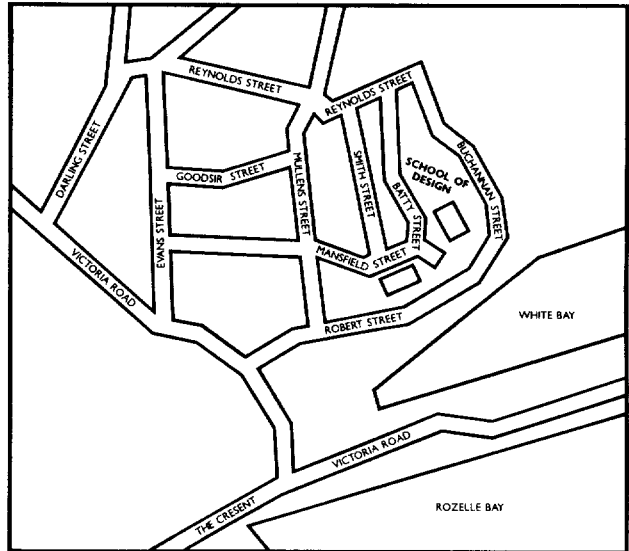 REYNOLDS STREET
REYNOLDS STREET
DARLING STREET
GOODSIR STREET
MULLENS STREET
SMITH STREET
SCHOOL OF
DESIGN
BATTY STREET
BUCHANNAN STREET
EVANS STREET
MANSFIELD STREET
VICTORIA ROAD
ROBERT STREET
WHITE BAY
VICTORIA ROAD
THE CRESENT
ROZELLE BAY